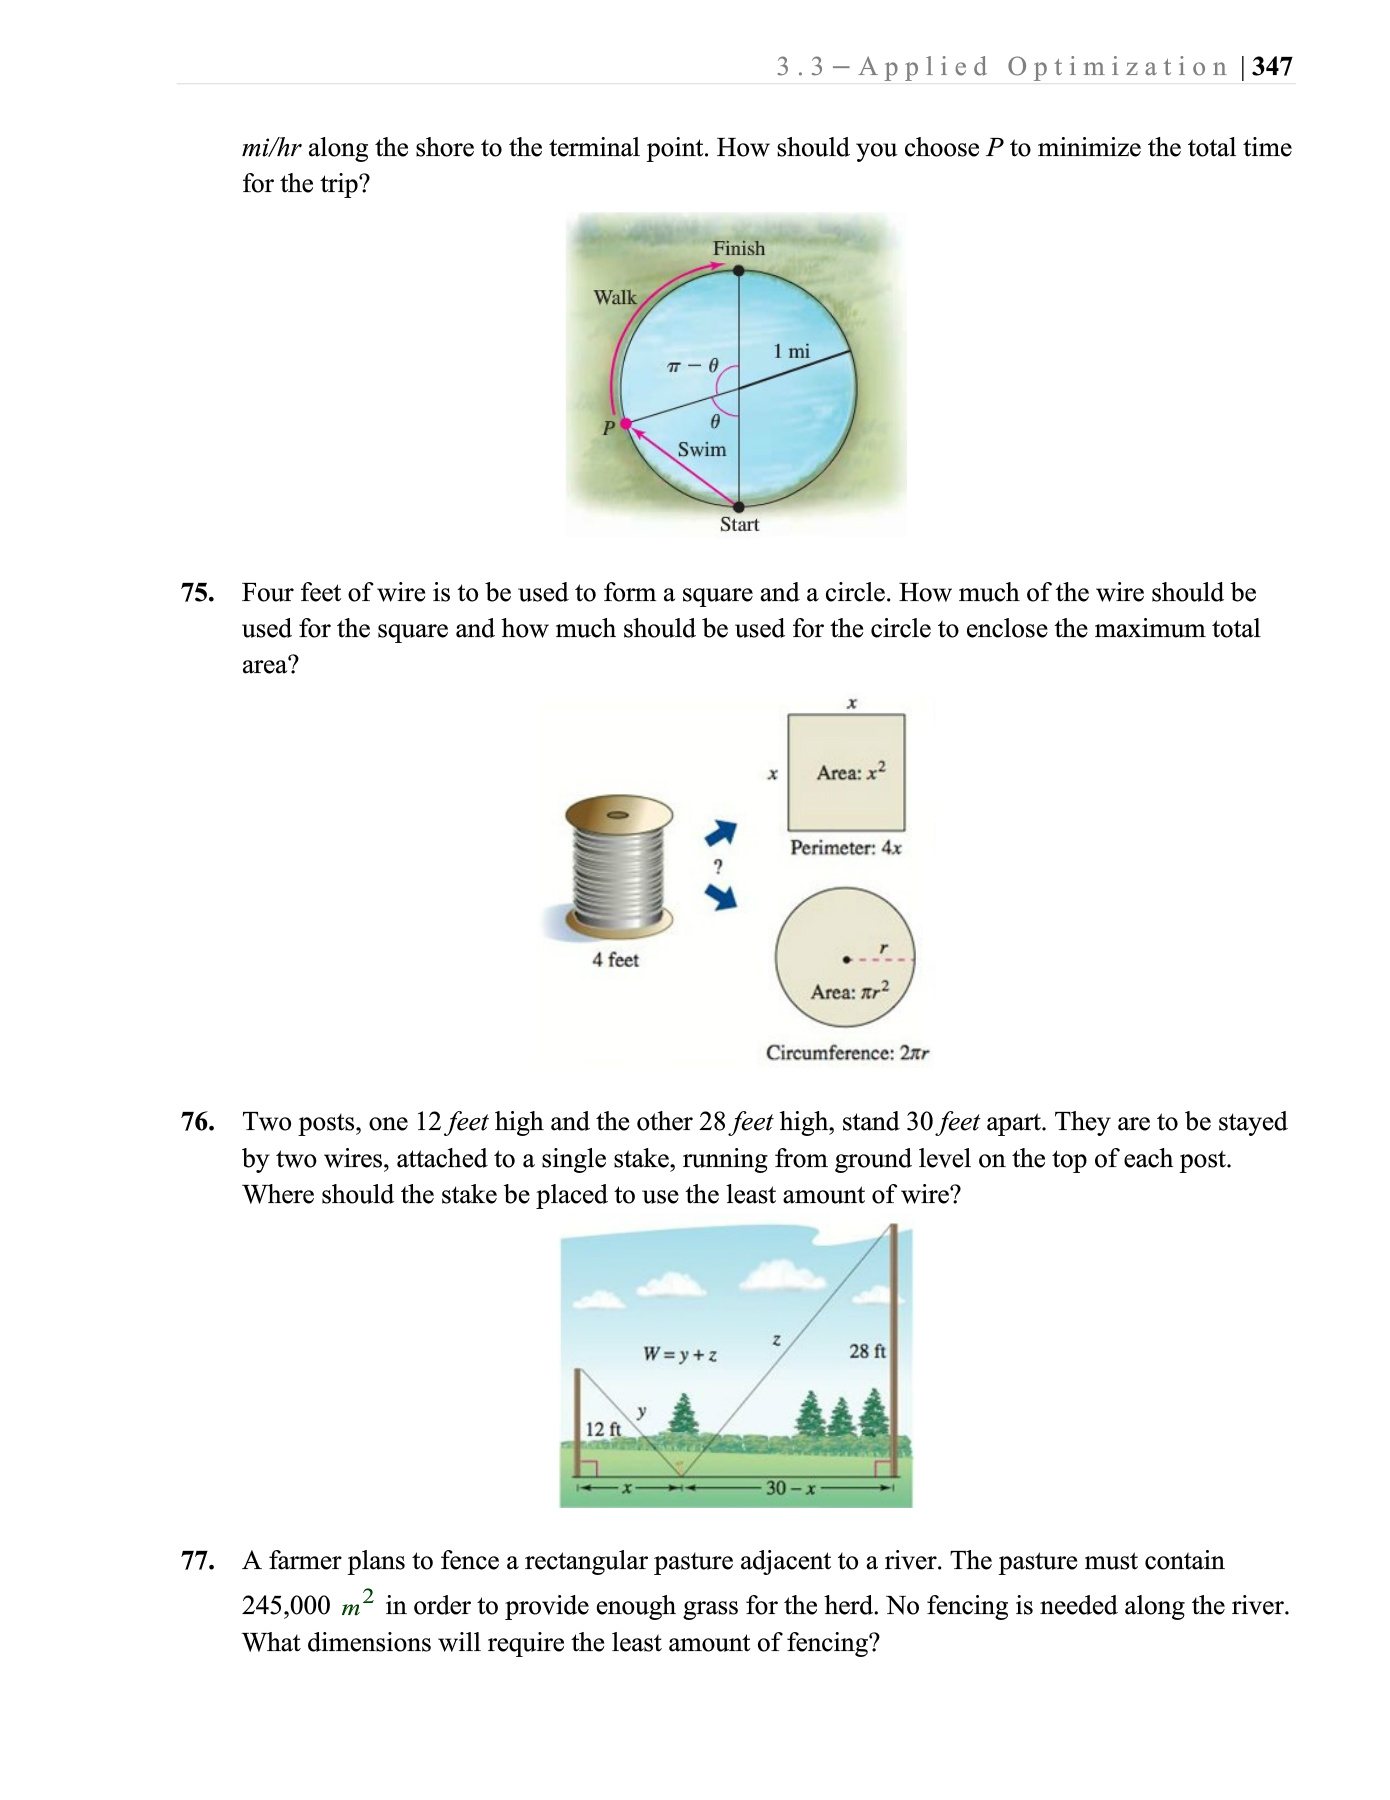 3.3 – Applied Optimization | 347
mi/hr along the shore to the terminal point. How should you choose P to minimize the total time
for the trip?
Finish
Walk
1 mi
π − θ
θ
P
Swim
Start
75. Four feet of wire is to be used to form a square and a circle. How much of the wire should be
used for the square and how much should be used for the circle to enclose the maximum total
area?
x
x
Area: x²
Perimeter: 4x
?
4 feet
r
Area: πr²
Circumference: 2πr
76. Two posts, one 12 feet high and the other 28 feet high, stand 30 feet apart. They are to be stayed
by two wires, attached to a single stake, running from ground level on the top of each post.
Where should the stake be placed to use the least amount of wire?
W = y + z
z
28 ft
y
12 ft
x
30 − x
77. A farmer plans to fence a rectangular pasture adjacent to a river. The pasture must contain
245,000 m² in order to provide enough grass for the herd. No fencing is needed along the river.
What dimensions will require the least amount of fencing?